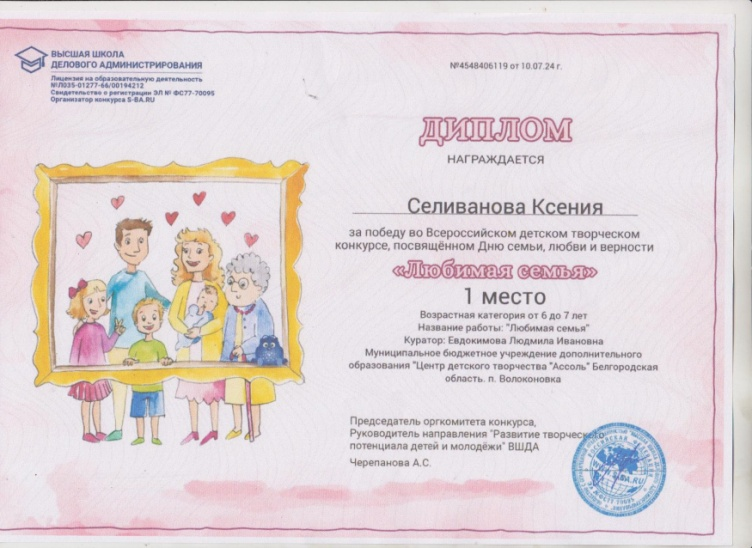 ВЫСШАЯ ШКОЛА
ДЕЛОВОГО АДМИНИСТРИРОВАНИЯ
Лицензия на образовательную деятельность
№Л035-01277-66/00194212
Свидетельство о регистрации ЭЛ № ФС77-70095
Организатор конкурса S-BA.RU
№4548406119 от 10.07.24 г.
ДИПЛОМ
НАГРАЖДАЕТСЯ
Селиванова Ксения
за победу во Всероссийском детском творческом
конкурсе, посвящённом Дню семьи, любви и верности
«Любимая семья»
1 место
Возрастная категория от 6 до 7 лет
Название работы: "Любимая семья"
Куратор: Евдокимова Людмила Ивановна
Муниципальное бюджетное учреждение дополнительного
образования "Центр детского творчества "Ассоль" Белгородская
область. п. Волоконовка
Председатель оргкомитета конкурса,
Руководитель направления "Развитие творческого
потенциала детей и молодёжи" ВШДА
Черепанова А.С.